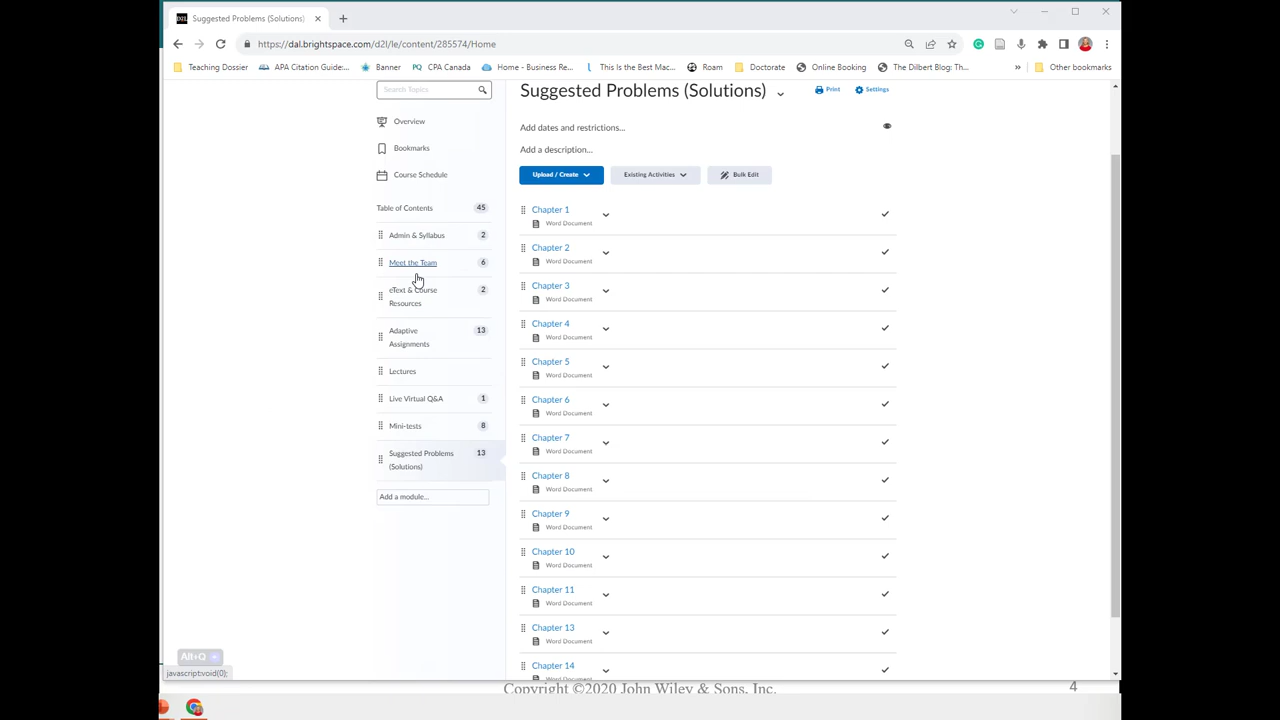 Suggested Problems (Solutions)
https://dal.brightspace.com/d2l/le/content/285574/Home
Teaching Dossier
APA Citation Guide:...
Banner
PQ CPA Canada
Home - Business Re...
This Is the Best Mac...
Roam
Doctorate
Online Booking
The Dilbert Blog: Th...
»
Other bookmarks
Search Topics
Overview
Bookmarks
Course Schedule
Table of Contents 45
Admin & Syllabus 2
Meet the Team 6
eText & Course 2
Resources
Adaptive 13
Assignments
Lectures
Live Virtual Q&A 1
Mini-tests 8
Suggested Problems 13
(Solutions)
Add a module...
Suggested Problems (Solutions)
Print
Settings
Add dates and restrictions...
Add a description...
Upload / Create
Existing Activities
Bulk Edit
Chapter 1
Word Document
Chapter 2
Word Document
Chapter 3
Word Document
Chapter 4
Word Document
Chapter 5
Word Document
Chapter 6
Word Document
Chapter 7
Word Document
Chapter 8
Word Document
Chapter 9
Word Document
Chapter 10
Word Document
Chapter 11
Word Document
Chapter 13
Word Document
Chapter 14
Word Document
Alt+Q
javascript:void(0);
Copyright ©2020 John Wiley & Sons, Inc.
4